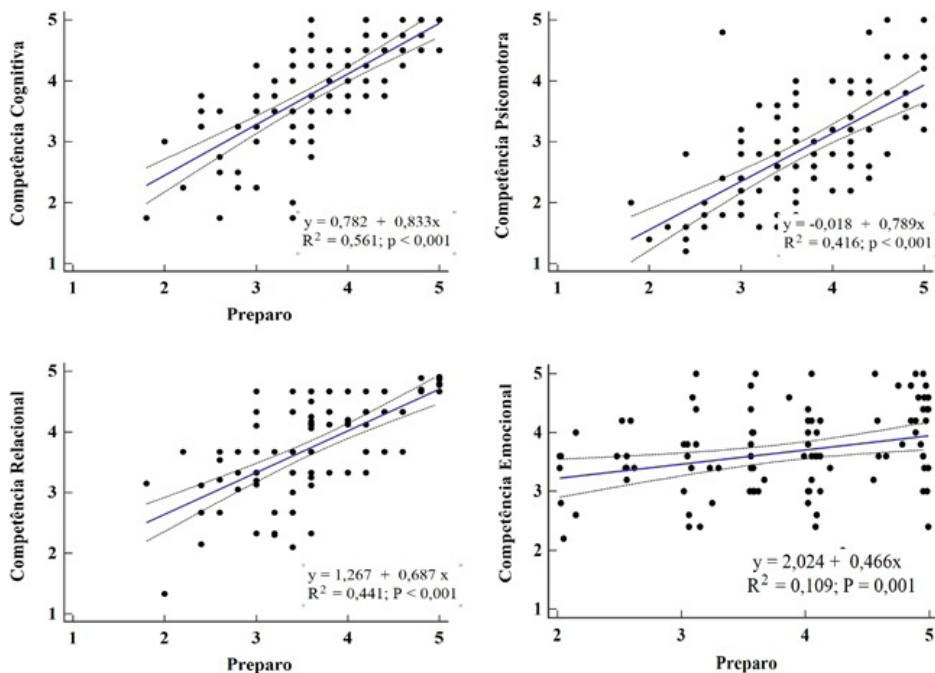 Competência Cognitiva
5
4
3
2
1
y = 0,782 + 0,833x
R² = 0,561; p < 0,001
1 2 3 4 5
Preparo
Competência Psicomotora
5
4
3
2
1
y = -0,018 + 0,789x
R² = 0,416; p < 0,001
1 2 3 4 5
Preparo
Competência Relacional
5
4
3
2
1
y = 1,267 + 0,687 x
R² = 0,441; P < 0,001
1 2 3 4 5
Preparo
Competência Emocional
5
4
3
2
1
y = 2,024 + 0,466x
R² = 0,109; P = 0,001
2 3 4 5
Preparo